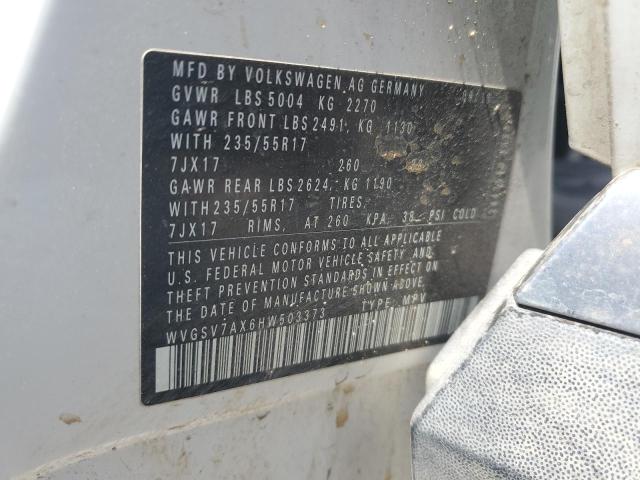 MFD BY VOLKSWAGEN AG GERMANY
GVWR LBS 5004 KG 2270
GAWR FRONT LBS 2491, KG 1130
WITH 235/55R17
7JX17 260
GAWR REAR LBS 2624, KG 1190
WITH 235/55R17 TIRES,
7JX17 RIMS, AT 260 KPA, 38 PSI COLD
THIS VEHICLE CONFORMS TO ALL APPLICABLE
U.S. FEDERAL MOTOR VEHICLE SAFETY AND
THEFT PREVENTION STANDARDS IN EFFECT ON
THE DATE OF MANUFACTURE SHOWN ABOVE.
WVGSV7AX6HW503373 TYPE: MPV